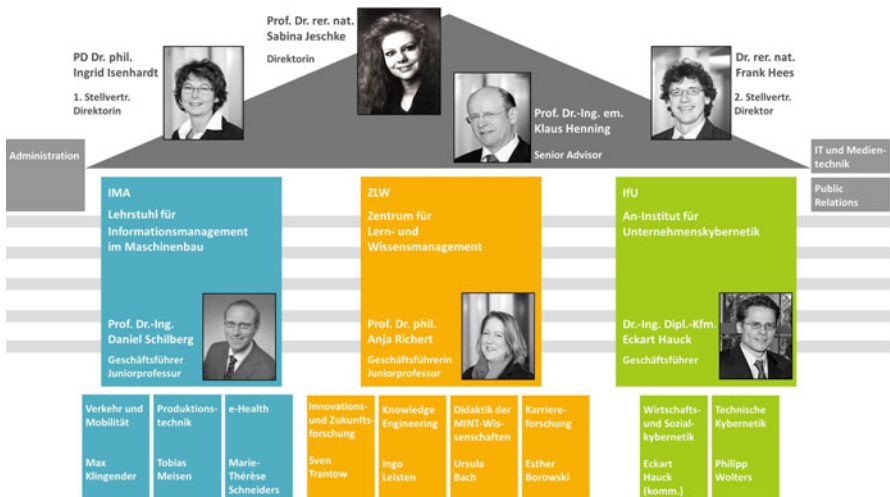 Prof. Dr. rer. nat.
Sabina Jeschke
Direktorin
PD Dr. phil.
Ingrid Isenhardt
1. Stellvertr.
Direktorin
Dr. rer. nat.
Frank Hees
2. Stellvertr.
Direktor
Prof. Dr.-Ing. em.
Klaus Henning
Senior Advisor
Administration
IT und Medien-
technik
Public
Relations
IMA
Lehrstuhl für
Informationsmanagement
im Maschinenbau
Prof. Dr.-Ing.
Daniel Schilberg
Geschäftsführer
Juniorprofessur
ZLW
Zentrum für
Lern- und
Wissensmanagement
Prof. Dr. phil.
Anja Richert
Geschäftsführerin
Juniorprofessur
IfU
An-Institut für
Unternehmenskybernetik
Dr.-Ing. Dipl.-Kfm.
Eckart Hauck
Geschäftsführer
Verkehr und
Mobilität
Max
Klingender
Produktions-
technik
Tobias
Meisen
e-Health
Marie-
Thérèse
Schneiders
Innovations-
und Zukunfts-
forschung
Sven
Trantow
Knowledge
Engineering
Ingo
Leisten
Didaktik der
MINT-Wis-
senschaften
Ursula
Bach
Karriere-
forschung
Esther
Borowski
Wirtschafts-
und Sozial-
kybernetik
Eckart
Hauck
(komm.)
Technische
Kybernetik
Philipp
Wolters